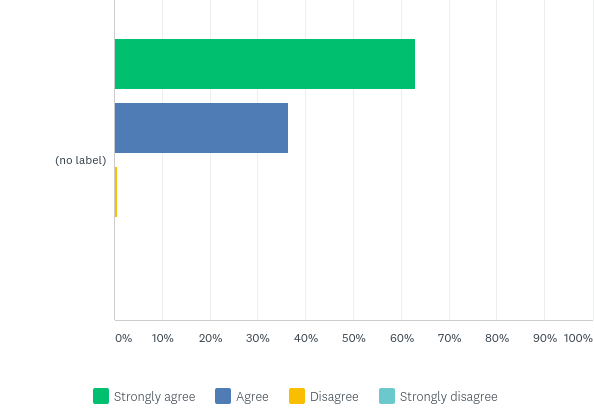 (no label)
0% 10% 20% 30% 40% 50% 60% 70% 80% 90% 100%
Strongly agree Agree Disagree Strongly disagree